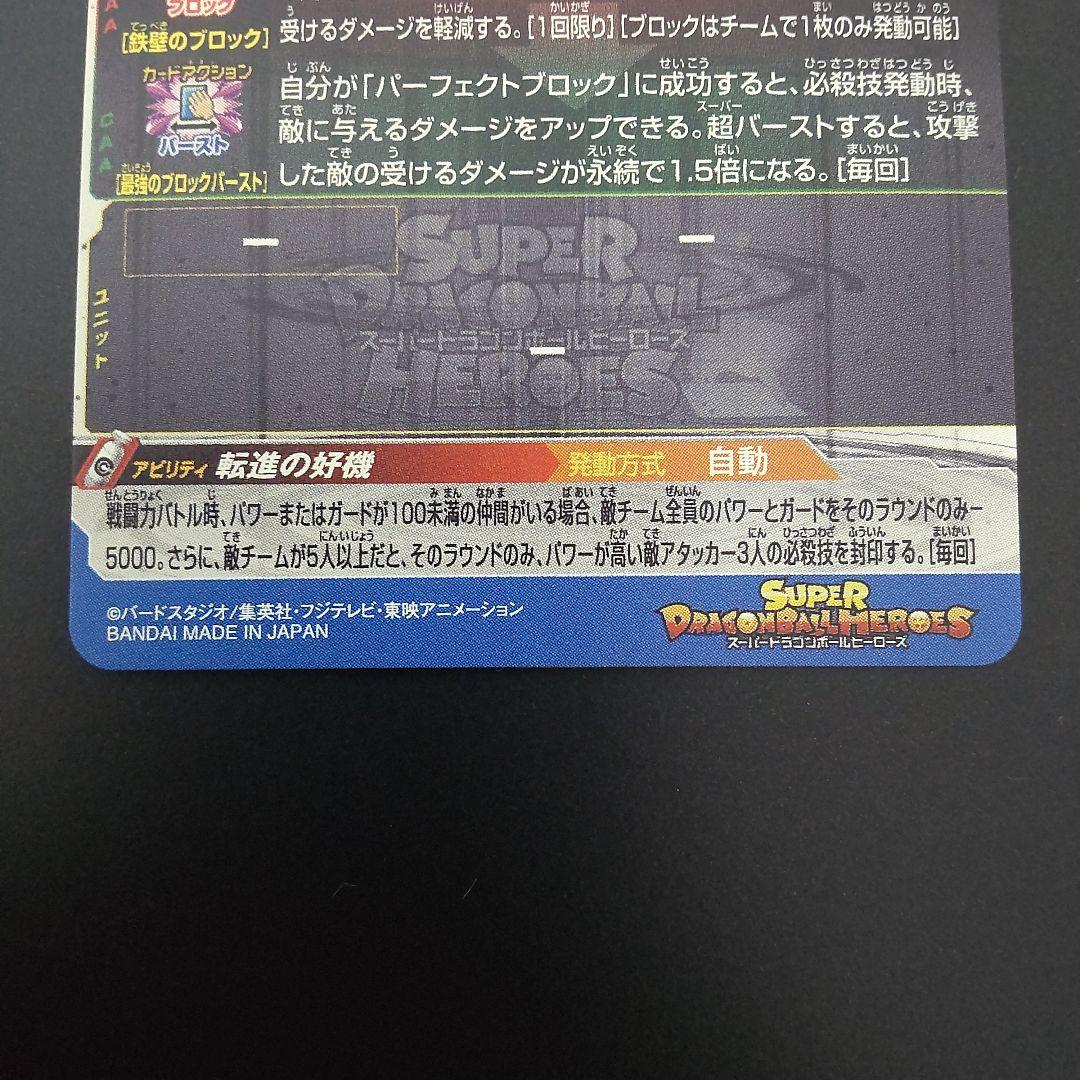 ブロック
[鉄壁のブロック]
受けるダメージを軽減する。[1回限り][ブロックはチームで1枚のみ発動可能]
カードアクション
バースト
[最強のブロックバースト]
CAA
自分が「パーフェクトブロック」に成功すると、必殺技発動時、
敵に与えるダメージをアップできる。超バーストすると、攻撃
した敵の受けるダメージが永続で1.5倍になる。[毎回]
ユニット
ー
ー
ー
SUPER
DRAGONBALL
スーパードラゴンボールヒーローズ
HEROES
アビリティ 転進の好機 発動方式 自動
戦闘力バトル時、パワーまたはガードが100未満の仲間がいる場合、敵チーム全員のパワーとガードをそのラウンドのみー
5000。さらに、敵チームが5人以上だと、そのラウンドのみ、パワーが高い敵アタッカー3人の必殺技を封印する。[毎回]
©バードスタジオ/集英社・フジテレビ・東映アニメーション
BANDAI MADE IN JAPAN
SUPER
DRAGONBALL HEROES
スーパードラゴンボールヒーローズ